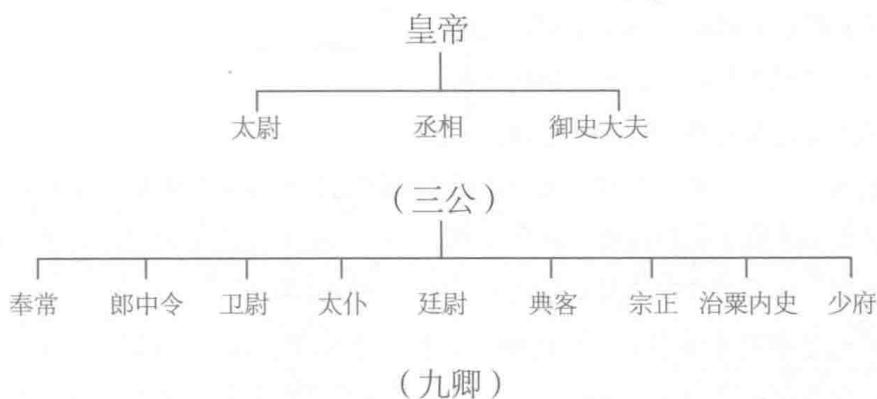 皇帝
太尉 丞相 御史大夫
（三公）
奉常 郎中令 卫尉 太仆 廷尉 典客 宗正 治粟内史 少府
（九卿）